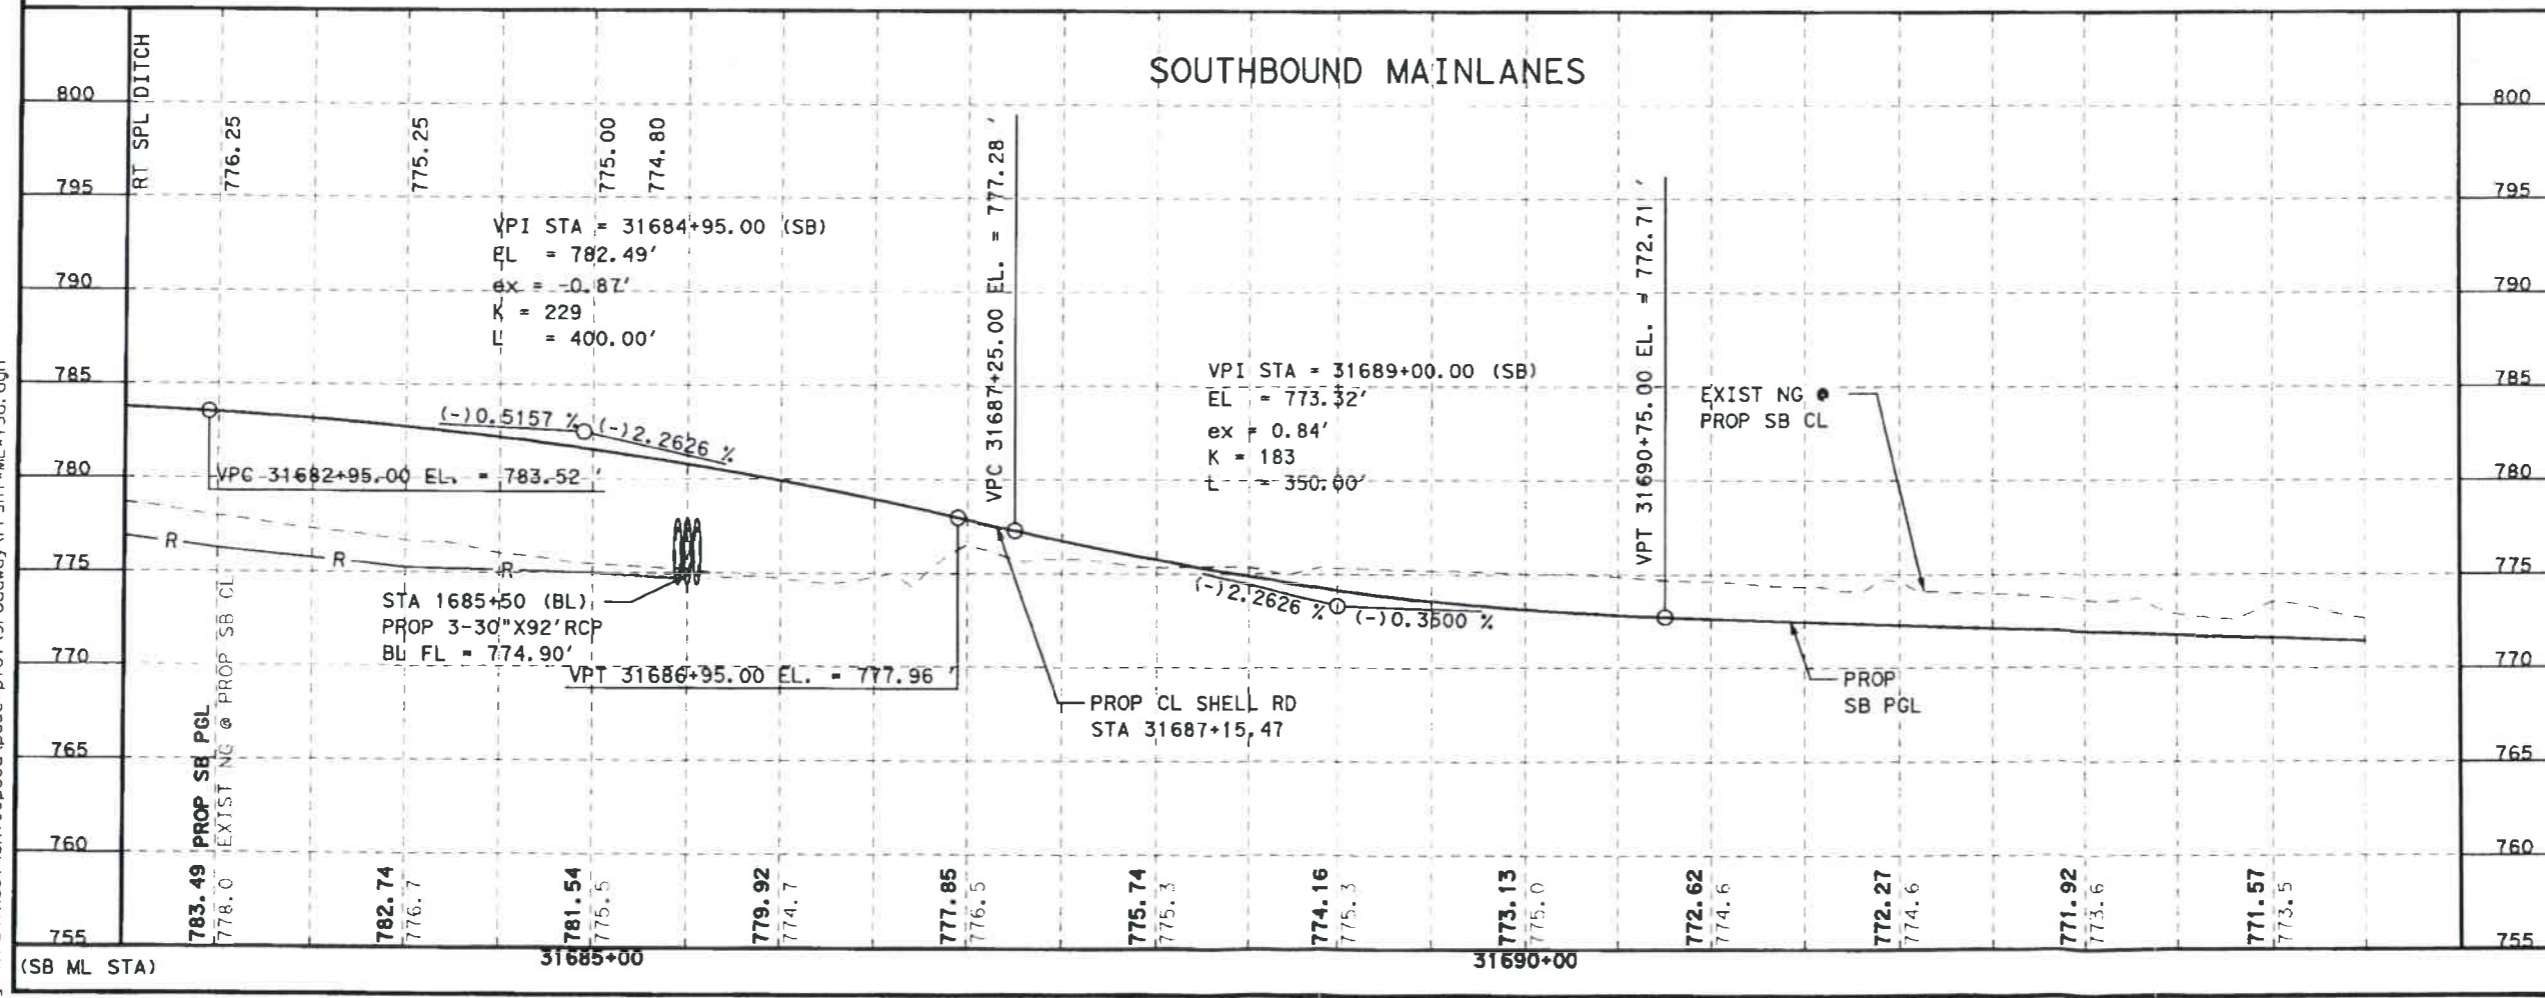 SOUTHBOUND MAINLANES
800
795
790
785
780
775
770
765
760
755
800
795
790
785
780
775
770
765
760
755
RT SPL DITCH
776.25
775.25
775.00
774.80
VPI STA = 31684+95.00 (SB)
EL = 782.49'
ex = -0.87'
K = 229
L = 400.00'
(-)0.5157 %
(-)2.2626 %
VPC 31682+95.00 EL. = 783.52 '
R
R
R
STA 1685+50 (BL)
PROP 3-30"X92'RCP
BL FL = 774.90'
VPT 31686+95.00 EL. = 777.96 '
VPC 31687+25.00 EL. = 777.28 '
PROP CL SHELL RD
STA 31687+15.47
VPI STA = 31689+00.00 (SB)
EL = 773.32'
ex = 0.84'
K = 183
L = 350.00'
(-)2.2626 %
(-)0.3500 %
VPT 31690+75.00 EL. = 772.71 '
EXIST NG @
PROP SB CL
PROP
SB PGL
783.49 PROP SB PGL
778.0 EXIST NG @ PROP SB CL
782.74
776.7
781.54
775.5
779.92
774.7
777.85
776.5
775.74
775.3
774.16
775.3
773.13
775.0
772.62
774.6
772.27
774.6
771.92
773.6
771.57
773.5
(SB ML STA)
31685+00
31690+00